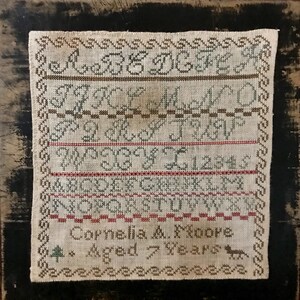 A B C D E F G H
I J K L M N O
P Q R S T U V
W X Y Z 1 2 3 4 5
A B C D E F G H I J K L M
N O P Q R S T U V W X Y
Cornelia A. Moore
Aged 7 Years